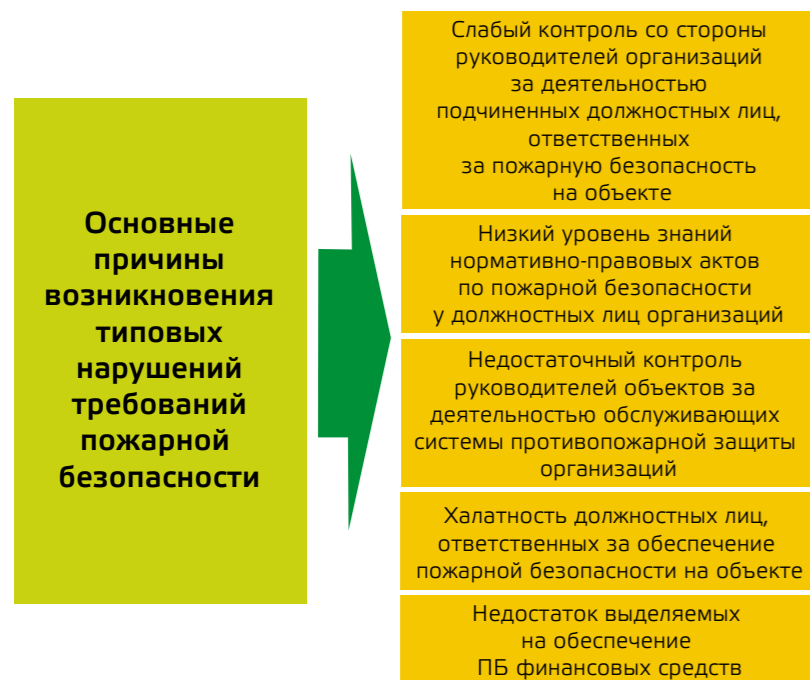 Основные
причины
возникновения
типовых
нарушений
требований
пожарной
безопасности
Слабый контроль со стороны
руководителей организаций
за деятельностью
подчиненных должностных лиц,
ответственных
за пожарную безопасность
на объекте
Низкий уровень знаний
нормативно-правовых актов
по пожарной безопасности
у должностных лиц организаций
Недостаточный контроль
руководителей объектов за
деятельностью обслуживающих
системы противопожарной защиты
организаций
Халатность должностных лиц,
ответственных за обеспечение
пожарной безопасности на объекте
Недостаток выделяемых
на обеспечение
ПБ финансовых средств